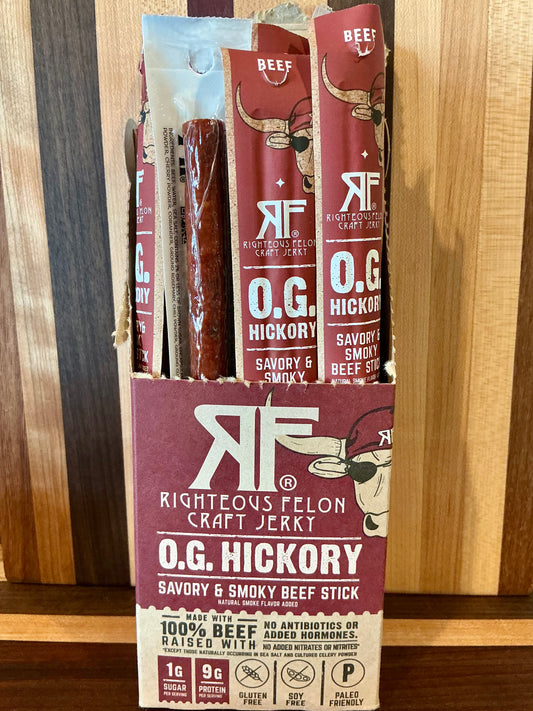 BEEF
BEEF
RF®
RIGHTEOUS FELON
CRAFT JERKY
O.G.
HICKORY
SAVORY &
SMOKY
BEEF STICK
NATURAL SMOKE FLAVOR
RF®
RIGHTEOUS FELON
CRAFT JERKY
O.G.
HICKORY
SAVORY &
SMOKY
RF®
RIGHTEOUS FELON
CRAFT JERKY
O.G. HICKORY
SAVORY & SMOKY BEEF STICK
NATURAL SMOKE FLAVOR ADDED
MADE WITH
100% BEEF
RAISED WITH
NO ANTIBIOTICS OR
ADDED HORMONES.
NO ADDED NITRATES OR NITRITES*
*EXCEPT THOSE NATURALLY OCCURRING IN SEA SALT AND CULTURED CELERY POWDER
1G
SUGAR
PER SERVING
9G
PROTEIN
PER SERVING
GLUTEN
FREE
SOY
FREE
P
PALEO
FRIENDLY